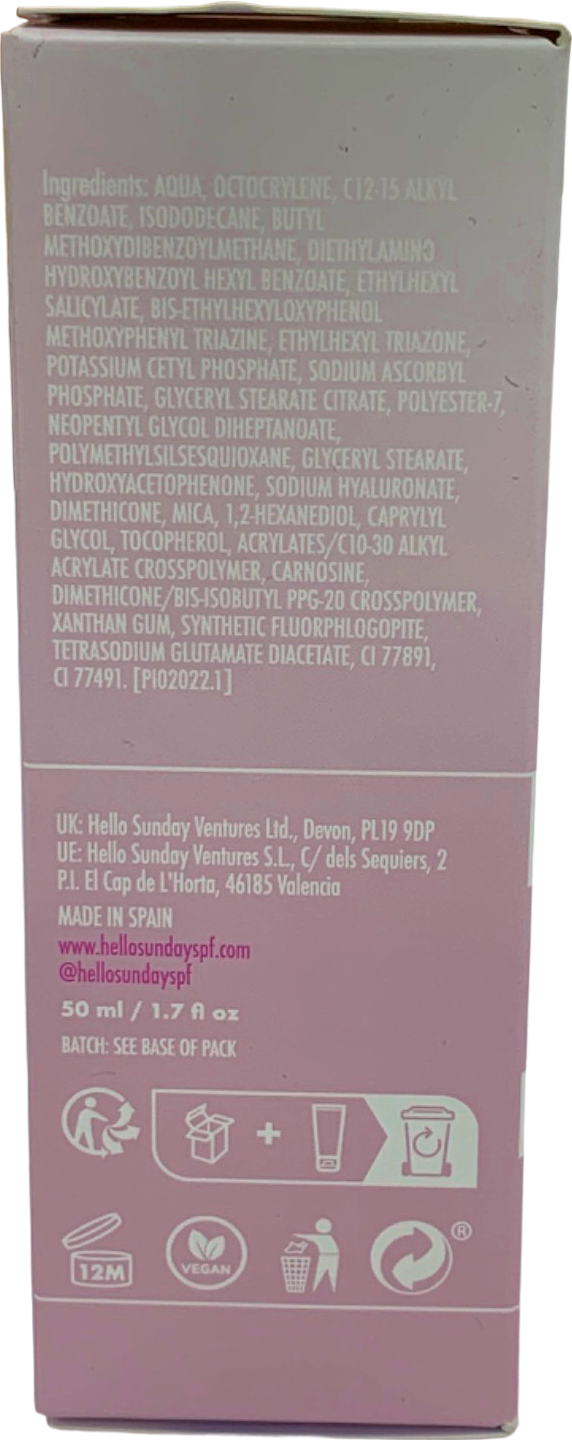 Ingredients: AQUA, OCTOCRYLENE, C12-15 ALKYL
BENZOATE, ISODODECANE, BUTYL
METHOXYDIBENZOYLMETHANE, DIETHYLAMINO
HYDROXYBENZOYL HEXYL BENZOATE, ETHYLHEXYL
SALICYLATE, BIS-ETHYLHEXYLOXYPHENOL
METHOXYPHENYL TRIAZINE, ETHYLHEXYL TRIAZONE,
POTASSIUM CETYL PHOSPHATE, SODIUM ASCORBYL
PHOSPHATE, GLYCERYL STEARATE CITRATE, POLYESTER-7,
NEOPENTYL GLYCOL DIHEPTANOATE,
POLYMETHYLSILSESQUIOXANE, GLYCERYL STEARATE,
HYDROXYACETOPHENONE, SODIUM HYALURONATE,
DIMETHICONE, MICA, 1,2-HEXANEDIOL, CAPRYLYL
GLYCOL, TOCOPHEROL, ACRYLATES/C10-30 ALKYL
ACRYLATE CROSSPOLYMER, CARNOSINE,
DIMETHICONE/BIS-ISOBUTYL PPG-20 CROSSPOLYMER,
XANTHAN GUM, SYNTHETIC FLUORPHLOGOPITE,
TETRASODIUM GLUTAMATE DIACETATE, CI 77891,
CI 77491. [PI02022.1]
UK: Hello Sunday Ventures Ltd., Devon, PL19 9DP
UE: Hello Sunday Ventures S.L., C/ dels Sequiers, 2
P.I. El Cap de L'Horta, 46185 Valencia
MADE IN SPAIN
www.hellosundayspf.com
@hellosundayspf
50 ml / 1.7 fl oz
BATCH: SEE BASE OF PACK
+
12M
VEGAN
®